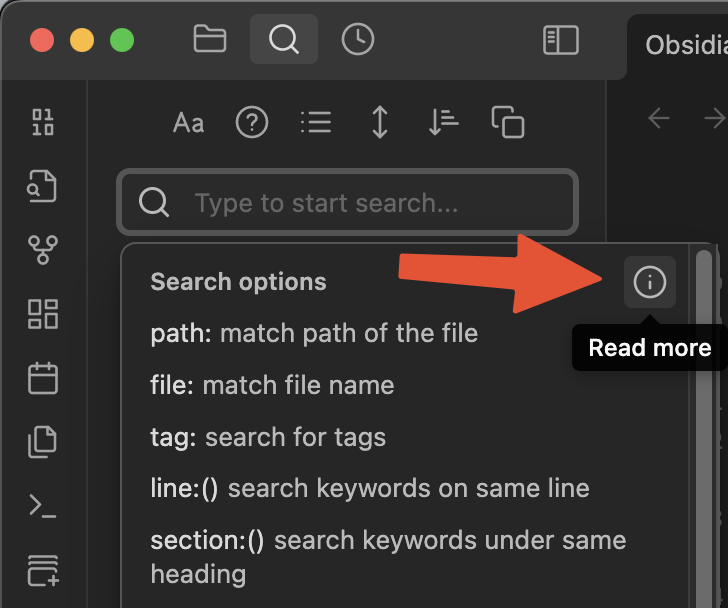 Obsidia
Aa
Type to start search...
Search options
Read more
path: match path of the file
file: match file name
tag: search for tags
line:() search keywords on same line
section:() search keywords under same
heading